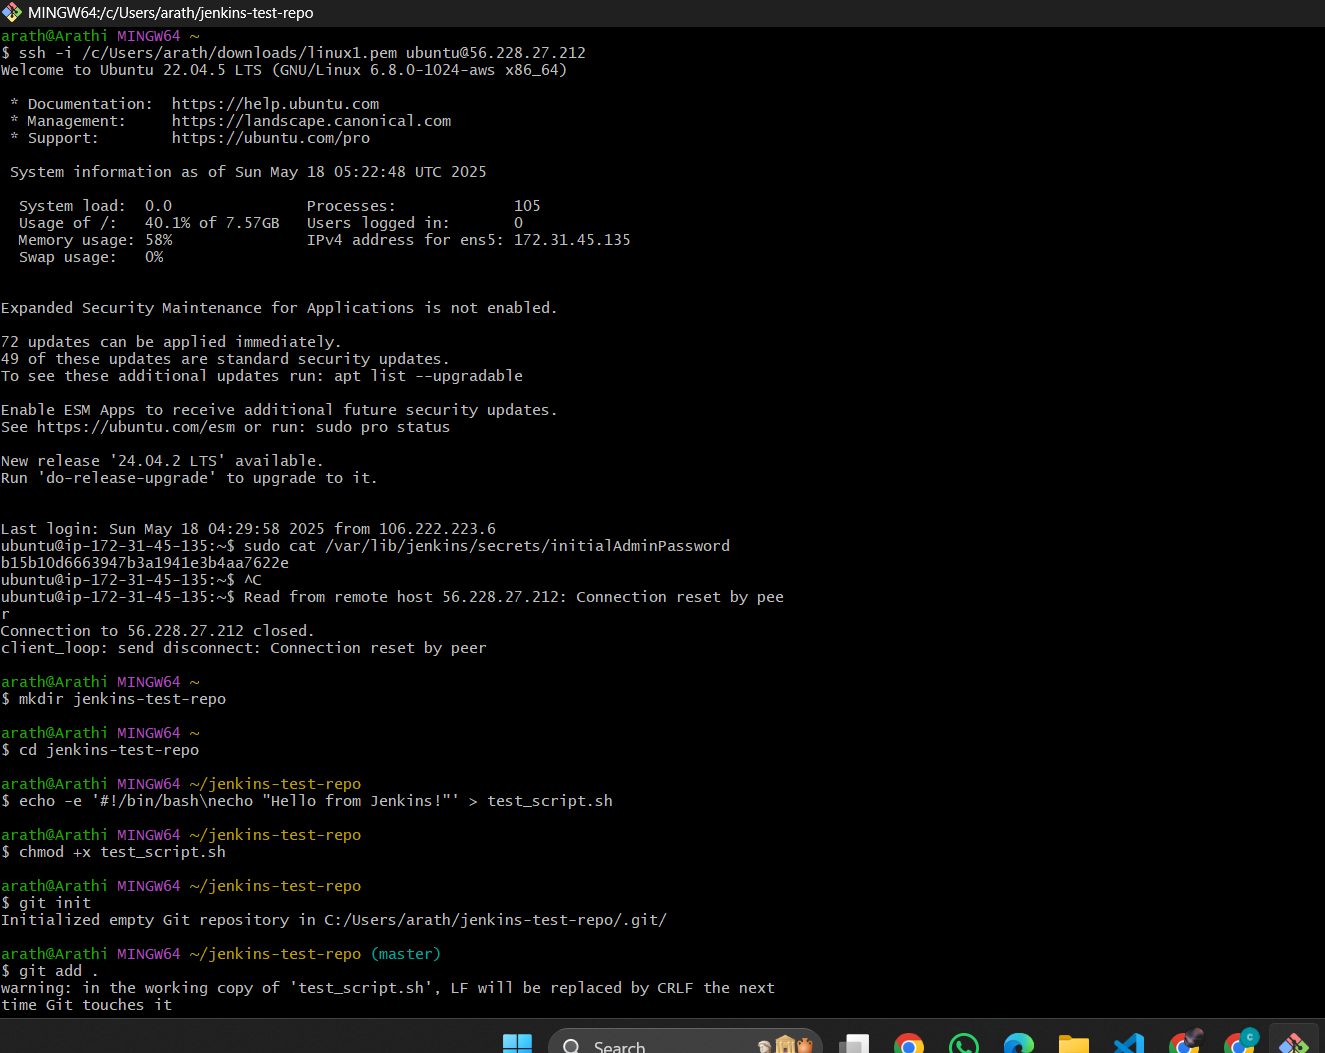 MINGW64:/c/Users/arath/jenkins-test-repo
arath@Arathi MINGW64 ~
$ ssh -i /c/Users/arath/downloads/linux1.pem ubuntu@56.228.27.212
Welcome to Ubuntu 22.04.5 LTS (GNU/Linux 6.8.0-1024-aws x86_64)
* Documentation:  https://help.ubuntu.com
* Management:     https://landscape.canonical.com
* Support:        https://ubuntu.com/pro
System information as of Sun May 18 05:22:48 UTC 2025
System load:  0.0                Processes:             105
Usage of /:   40.1% of 7.57GB   Users logged in:       0
Memory usage: 58%               IPv4 address for ens5: 172.31.45.135
Swap usage:   0%
Expanded Security Maintenance for Applications is not enabled.
72 updates can be applied immediately.
49 of these updates are standard security updates.
To see these additional updates run: apt list --upgradable
Enable ESM Apps to receive additional future security updates.
See https://ubuntu.com/esm or run: sudo pro status
New release '24.04.2 LTS' available.
Run 'do-release-upgrade' to upgrade to it.
Last login: Sun May 18 04:29:58 2025 from 106.222.223.6
ubuntu@ip-172-31-45-135:~$ sudo cat /var/lib/jenkins/secrets/initialAdminPassword
b15b10d6663947b3a1941e3b4aa7622e
ubuntu@ip-172-31-45-135:~$ ^C
ubuntu@ip-172-31-45-135:~$ Read from remote host 56.228.27.212: Connection reset by pee
r
Connection to 56.228.27.212 closed.
client_loop: send disconnect: Connection reset by peer
arath@Arathi MINGW64 ~
$ mkdir jenkins-test-repo
arath@Arathi MINGW64 ~
$ cd jenkins-test-repo
arath@Arathi MINGW64 ~/jenkins-test-repo
$ echo -e '#!/bin/bash\necho "Hello from Jenkins!"' > test_script.sh
arath@Arathi MINGW64 ~/jenkins-test-repo
$ chmod +x test_script.sh
arath@Arathi MINGW64 ~/jenkins-test-repo
$ git init
Initialized empty Git repository in C:/Users/arath/jenkins-test-repo/.git/
arath@Arathi MINGW64 ~/jenkins-test-repo (master)
$ git add .
warning: in the working copy of 'test_script.sh', LF will be replaced by CRLF the next
time Git touches it
Search